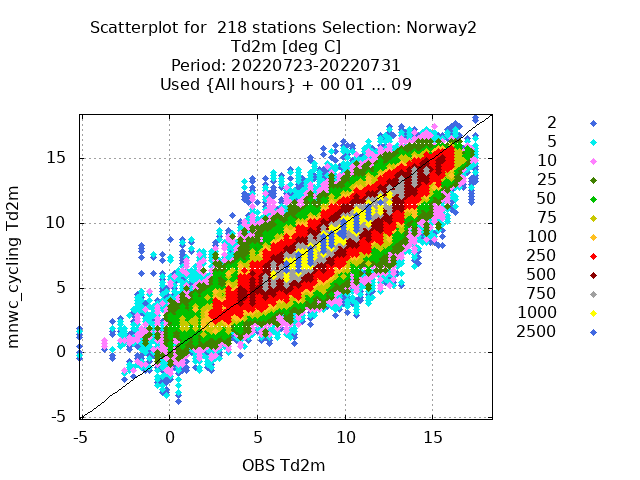 Scatterplot for  218 stations Selection: Norway2
Td2m [deg C]
Period: 20220723-20220731
Used {All hours} + 00 01 ... 09
mnwc_cycling Td2m
15
10
5
0
-5
-5 0 5 10 15
OBS Td2m
2
5
10
25
50
75
100
250
500
750
1000
2500